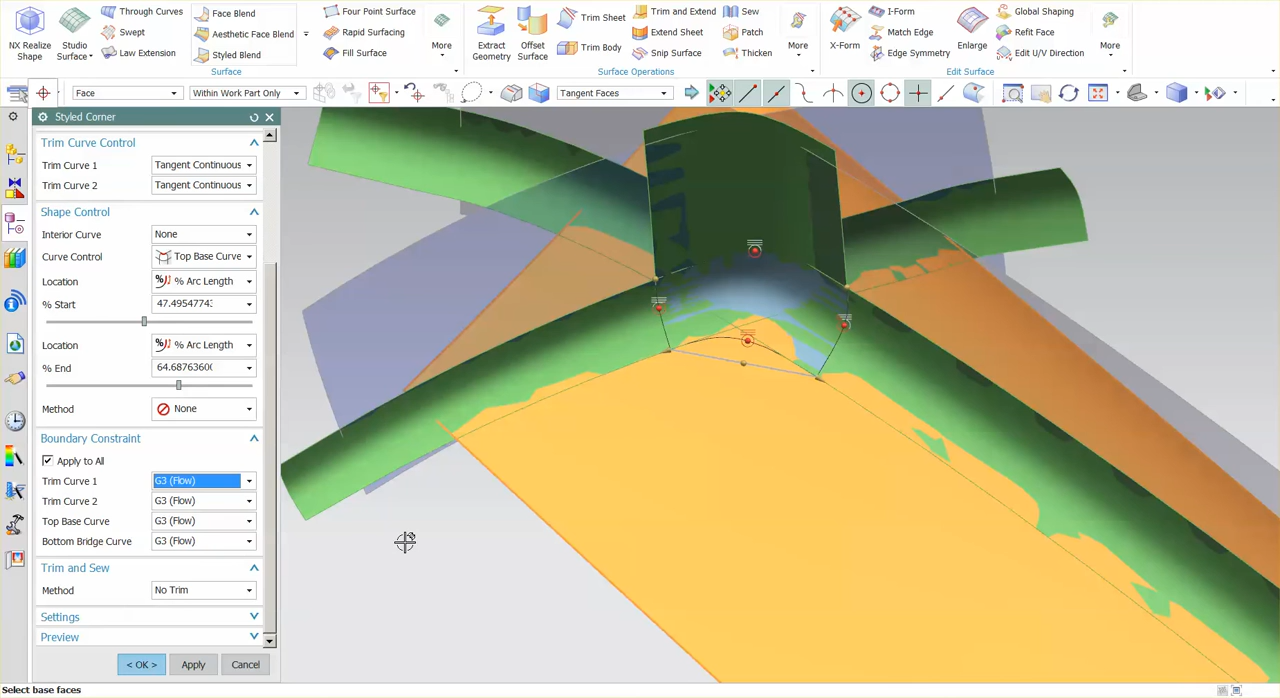 Through Curves
Face Blend
Four Point Surface
Trim Sheet
Trim and Extend
Sew
I-Form
Global Shaping
Swept
Aesthetic Face Blend
Rapid Surfacing
Extend Sheet
Patch
Match Edge
Refit Face
NX Realize Shape
Studio Surface
Law Extension
Styled Blend
Fill Surface
More
Extract Geometry
Offset Surface
Trim Body
Snip Surface
Thicken
More
X-Form
Edge Symmetry
Enlarge
Edit U/V Direction
More
Surface
Surface Operations
Edit Surface
Face
Within Work Part Only
Tangent Faces
Styled Corner
Trim Curve Control
Trim Curve 1
Tangent Continuous
Trim Curve 2
Tangent Continuous
Shape Control
Interior Curve
None
Curve Control
Top Base Curve
Location
% Arc Length
% Start
47.49547743
Location
% Arc Length
% End
Method
None
Boundary Constraint
Apply to All
Trim Curve 1
G3 (Flow)
Trim Curve 2
G3 (Flow)
Top Base Curve
G3 (Flow)
Bottom Bridge Curve
G3 (Flow)
Trim and Sew
Method
No Trim
Settings
Preview
< OK >
Apply
Cancel
Select base faces